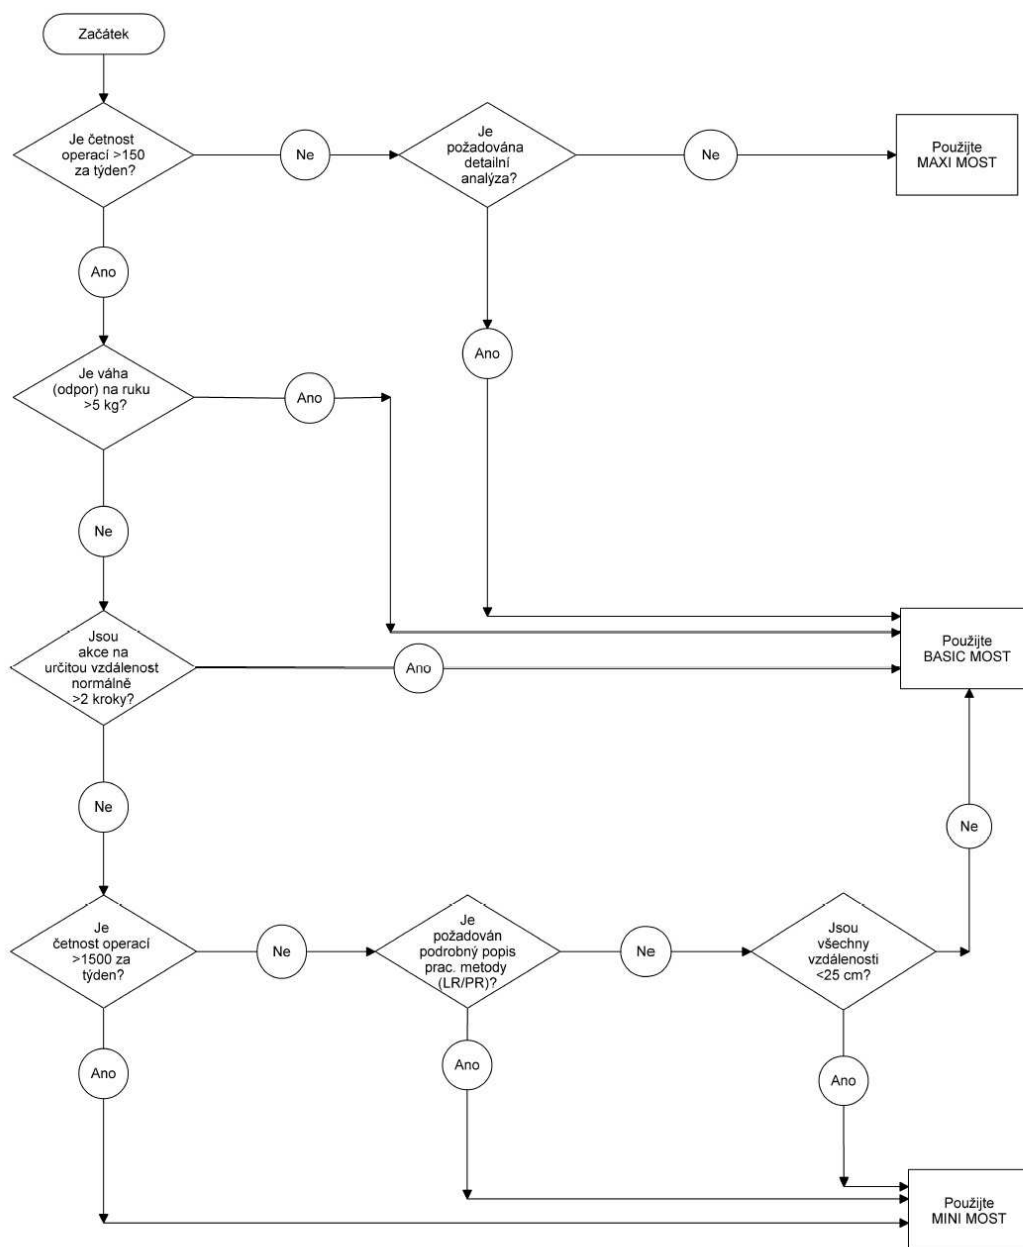 Začátek
Je četnost
operací >150
za týden?
Ne
Je
požadována
detailní
analýza?
Ne
Použijte
MAXI MOST
Ano
Ano
Je váha
(odpor) na ruku
>5 kg?
Ano
Ne
Jsou
akce na
určitou vzdálenost
normálně
>2 kroky?
Ano
Použijte
BASIC MOST
Ne
Ne
Je
četnost operací
>1500 za
týden?
Ne
Je
požadován
podrobný popis
prac. metody
(LR/PR)?
Ne
Jsou
všechny
vzdálenosti
<25 cm?
Ano
Ano
Ano
Použijte
MINI MOST